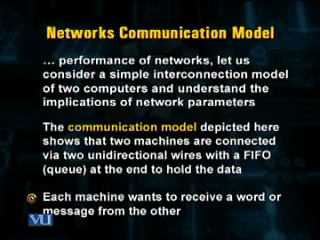 Networks Communication Model
... performance of networks, let us
consider a simple interconnection model
of two computers and understand the
implications of network parameters
The communication model depicted here
shows that two machines are connected
via two unidirectional wires with a FIFO
(queue) at the end to hold the data
Each machine wants to receive a word or
message from the other
VU